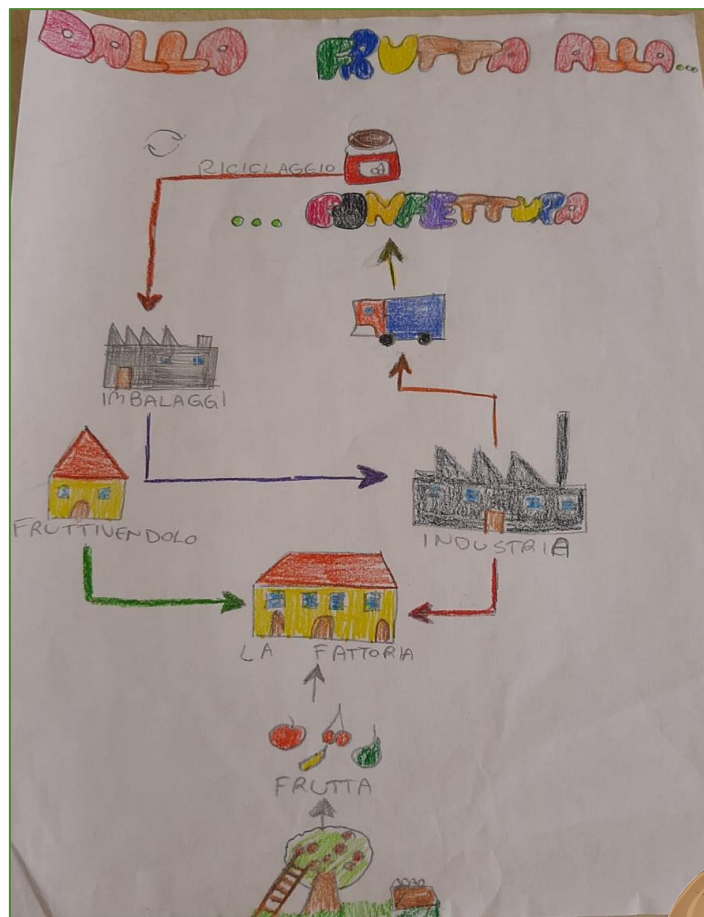 DALLA FRUTTA ALLA...
RICICLAGGIO
... CONFETTURA
IMBALAGGI
FRUTTIVENDOLO
INDUSTRIA
LA FATTORIA
FRUTTA